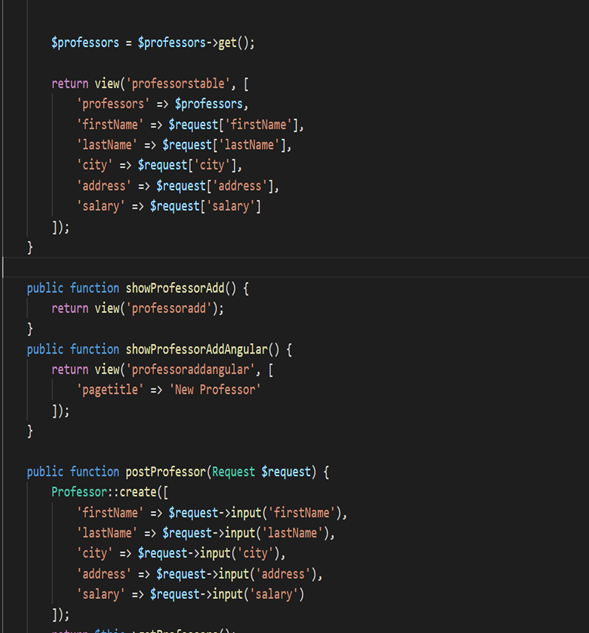 $professors = $professors->get();
return view('professorstable', [
'professors' => $professors,
'firstName' => $request['firstName'],
'lastName' => $request['lastName'],
'city' => $request['city'],
'address' => $request['address'],
'salary' => $request['salary']
]);
}
public function showProfessorAdd() {
return view('professoradd');
}
public function showProfessorAddAngular() {
return view('professoraddangular', [
'pagetitle' => 'New Professor'
]);
}
public function postProfessor(Request $request) {
Professor::create([
'firstName' => $request->input('firstName'),
'lastName' => $request->input('lastName'),
'city' => $request->input('city'),
'address' => $request->input('address'),
'salary' => $request->input('salary')
]);